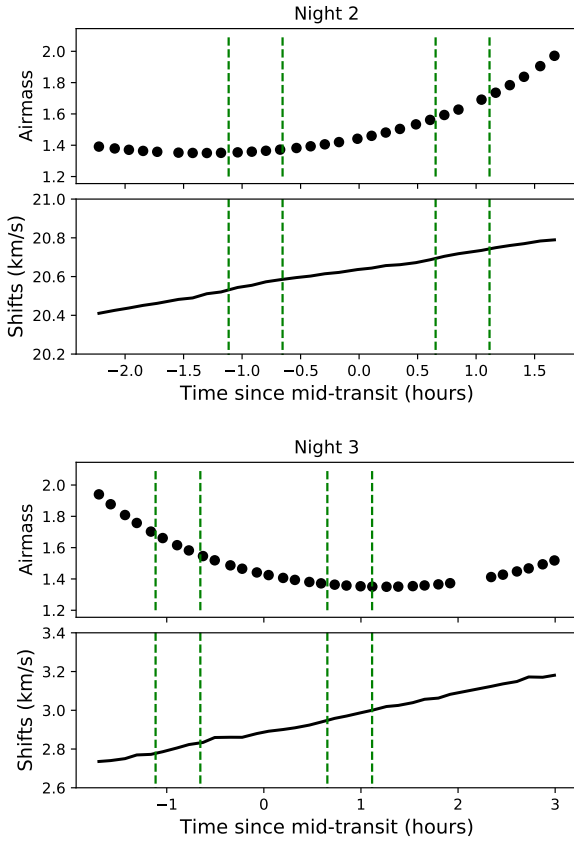 Night 2
Airmass
2.0
1.8
1.6
1.4
1.2
Shifts (km/s)
21.0
20.8
20.6
20.4
20.2
−2.0 −1.5 −1.0 −0.5 0.0 0.5 1.0 1.5
Time since mid-transit (hours)
Night 3
Airmass
2.0
1.8
1.6
1.4
1.2
Shifts (km/s)
3.4
3.2
3.0
2.8
2.6
−1 0 1 2 3
Time since mid-transit (hours)